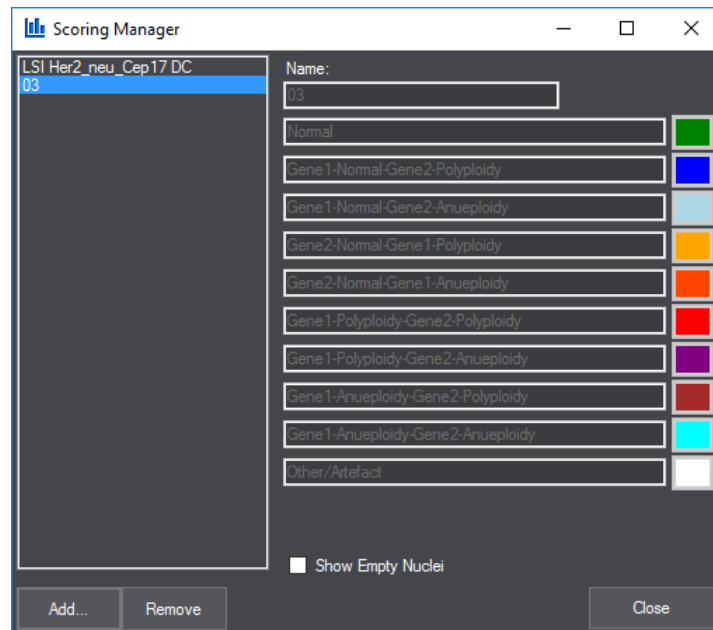 Scoring Manager
LSI Her2_neu_Cep17 DC
03
Name:
03
Normal
Gene1-Normal-Gene2-Polyploidy
Gene1-Normal-Gene2-Anueploidy
Gene2-Normal-Gene1-Polyploidy
Gene2-Normal-Gene1-Anueploidy
Gene1-Polyploidy-Gene2-Polyploidy
Gene1-Polyploidy-Gene2-Anueploidy
Gene1-Anueploidy-Gene2-Polyploidy
Gene1-Anueploidy-Gene2-Anueploidy
Other/Artefact
Show Empty Nuclei
Add...
Remove
Close